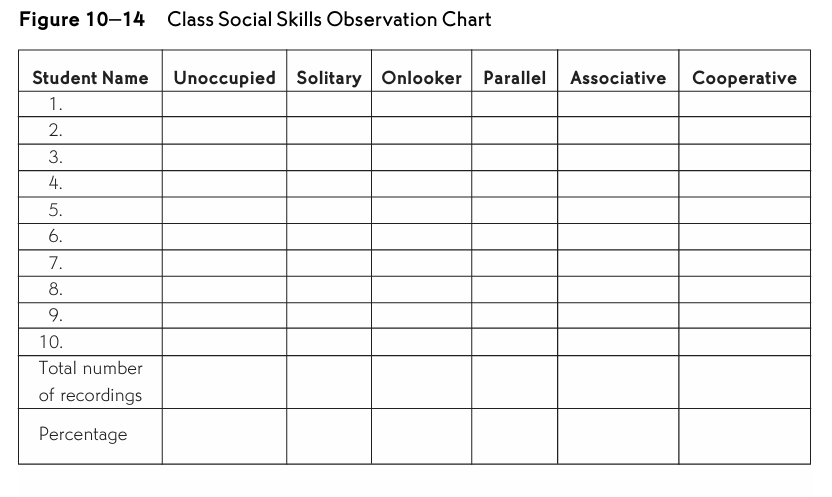 Figure 10–14 Class Social Skills Observation Chart
Student Name Unoccupied Solitary Onlooker Parallel Associative Cooperative
1.
2.
3.
4.
5.
6.
7.
8.
9.
10.
Total number
of recordings
Percentage